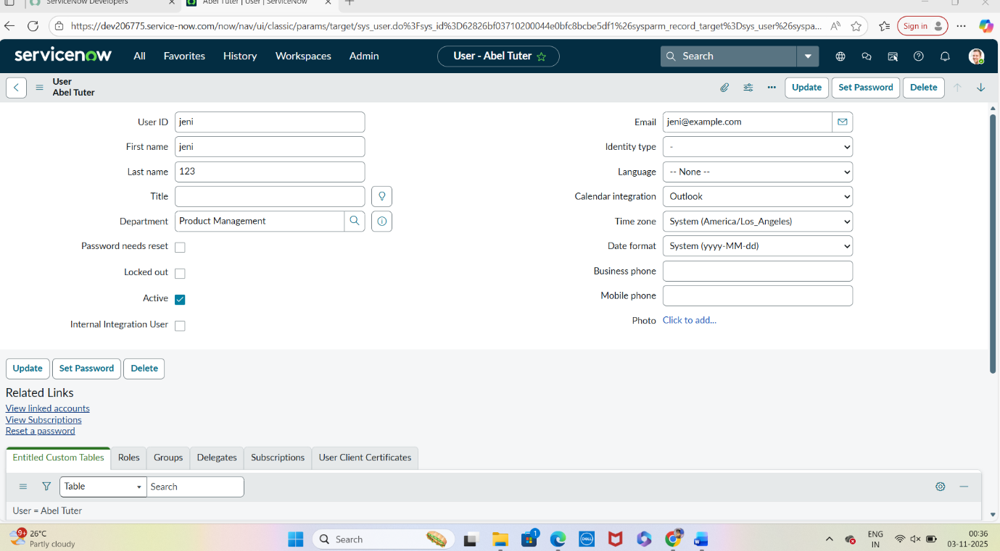 ServiceNow Developers
Abel Tuter | User | ServiceNow
https://dev206775.service-now.com/now/nav/ui/classic/params/target/sys_user.do%3Fsys_id%3D62826bf03710200044e0bfc8bcbe5df1%26sysparm_record_target%3Dsys_user%26syspa...
Sign in
servicenow All Favorites History Workspaces Admin User - Abel Tuter Search
User
Abel Tuter
Update Set Password Delete
User ID jeni
First name jeni
Last name 123
Title
Department Product Management
Password needs reset
Locked out
Active
Internal Integration User
Email jeni@example.com
Identity type -
Language -- None --
Calendar integration Outlook
Time zone System (America/Los_Angeles)
Date format System (yyyy-MM-dd)
Business phone
Mobile phone
Photo Click to add...
Update Set Password Delete
Related Links
View linked accounts
View Subscriptions
Reset a password
Entitled Custom Tables Roles Groups Delegates Subscriptions User Client Certificates
Table Search
User = Abel Tuter
9+ 26°C
Partly cloudy
Search
1
DELL
W
ENG
IN
00:36
03-11-2025